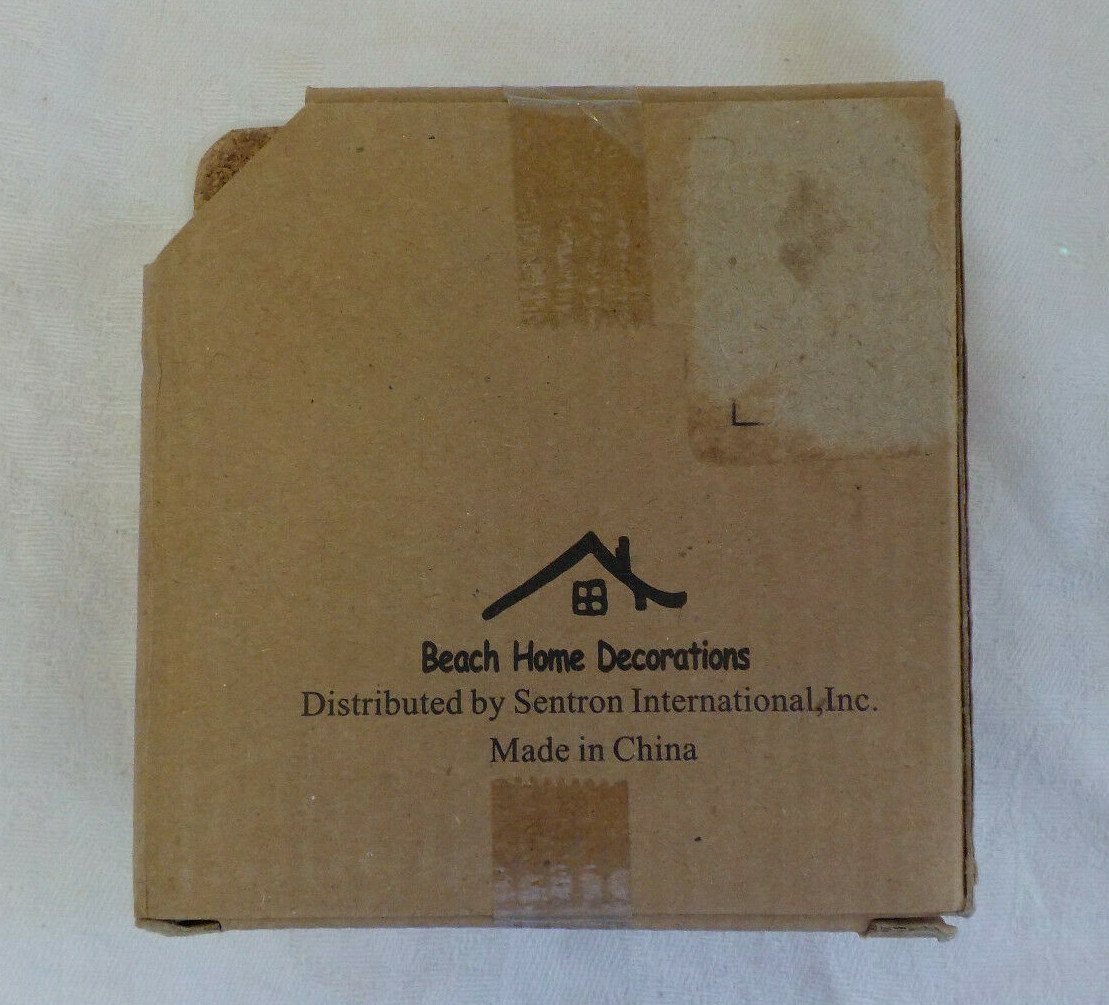 Beach Home Decorations
Distributed by Sentron International,Inc.
Made in China